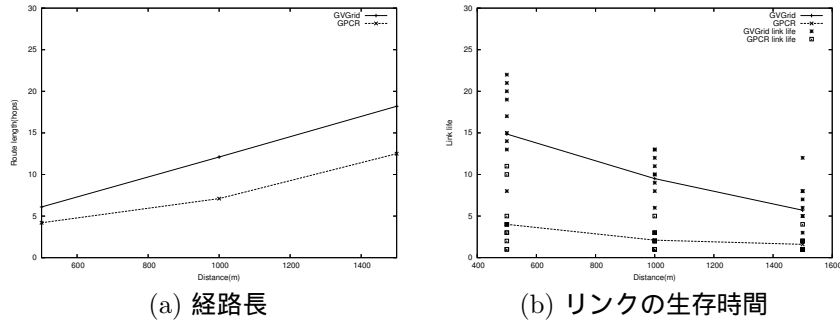 30
25
20
15
10
5
0
Route length(hops)
600
800
1000
1200
1400
Distance(m)
GVGrid
GPCR
(a) 経路長
30
25
20
15
10
5
0
Link life
400
600
800
1000
1200
1400
1600
Distance(m)
GVGrid
GPCR
GVGrid link life
GPCR link life
(b) リンクの生存時間